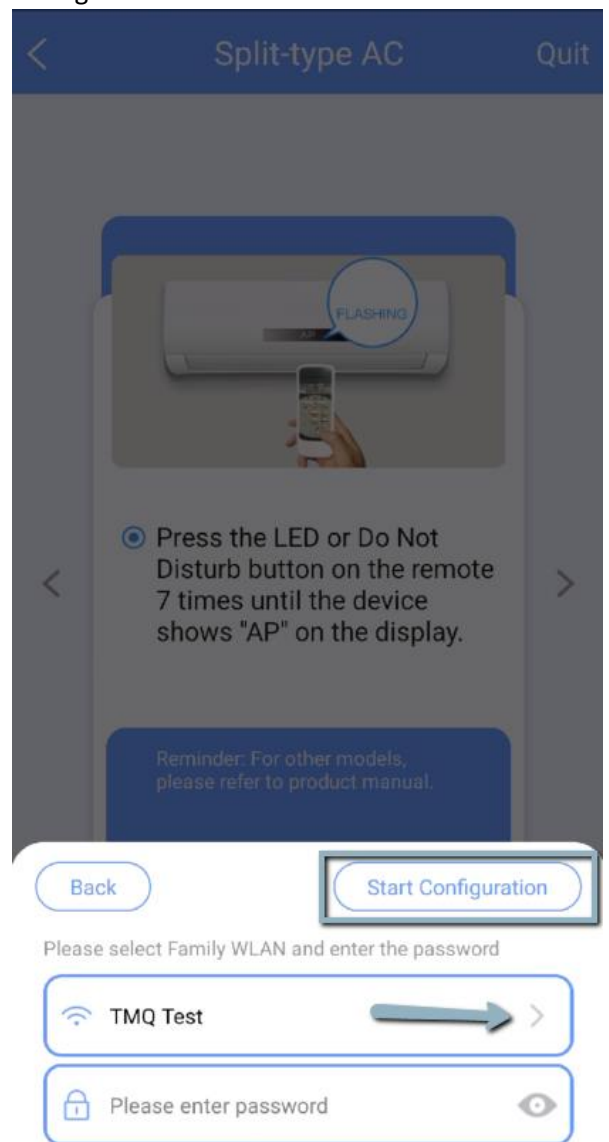 Split-type AC
Quit
FLASHING
AP
Press the LED or Do Not
Disturb button on the remote
7 times until the device
shows "AP" on the display.
Reminder: For other models,
please refer to product manual.
Back
Start Configuration
Please select Family WLAN and enter the password
TMQ Test
Please enter password